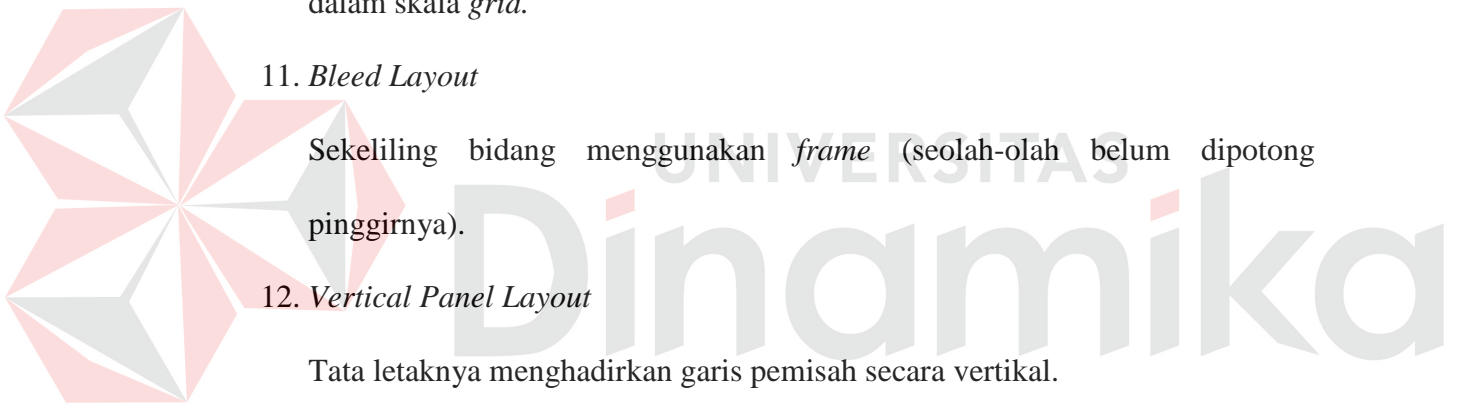 dalam skala grid.
11. Bleed Layout
Sekeliling bidang menggunakan frame (seolah-olah belum dipotong
pinggirnya).
12. Vertical Panel Layout
Tata letaknya menghadirkan garis pemisah secara vertikal.
UNIVERSITAS
Dinamika